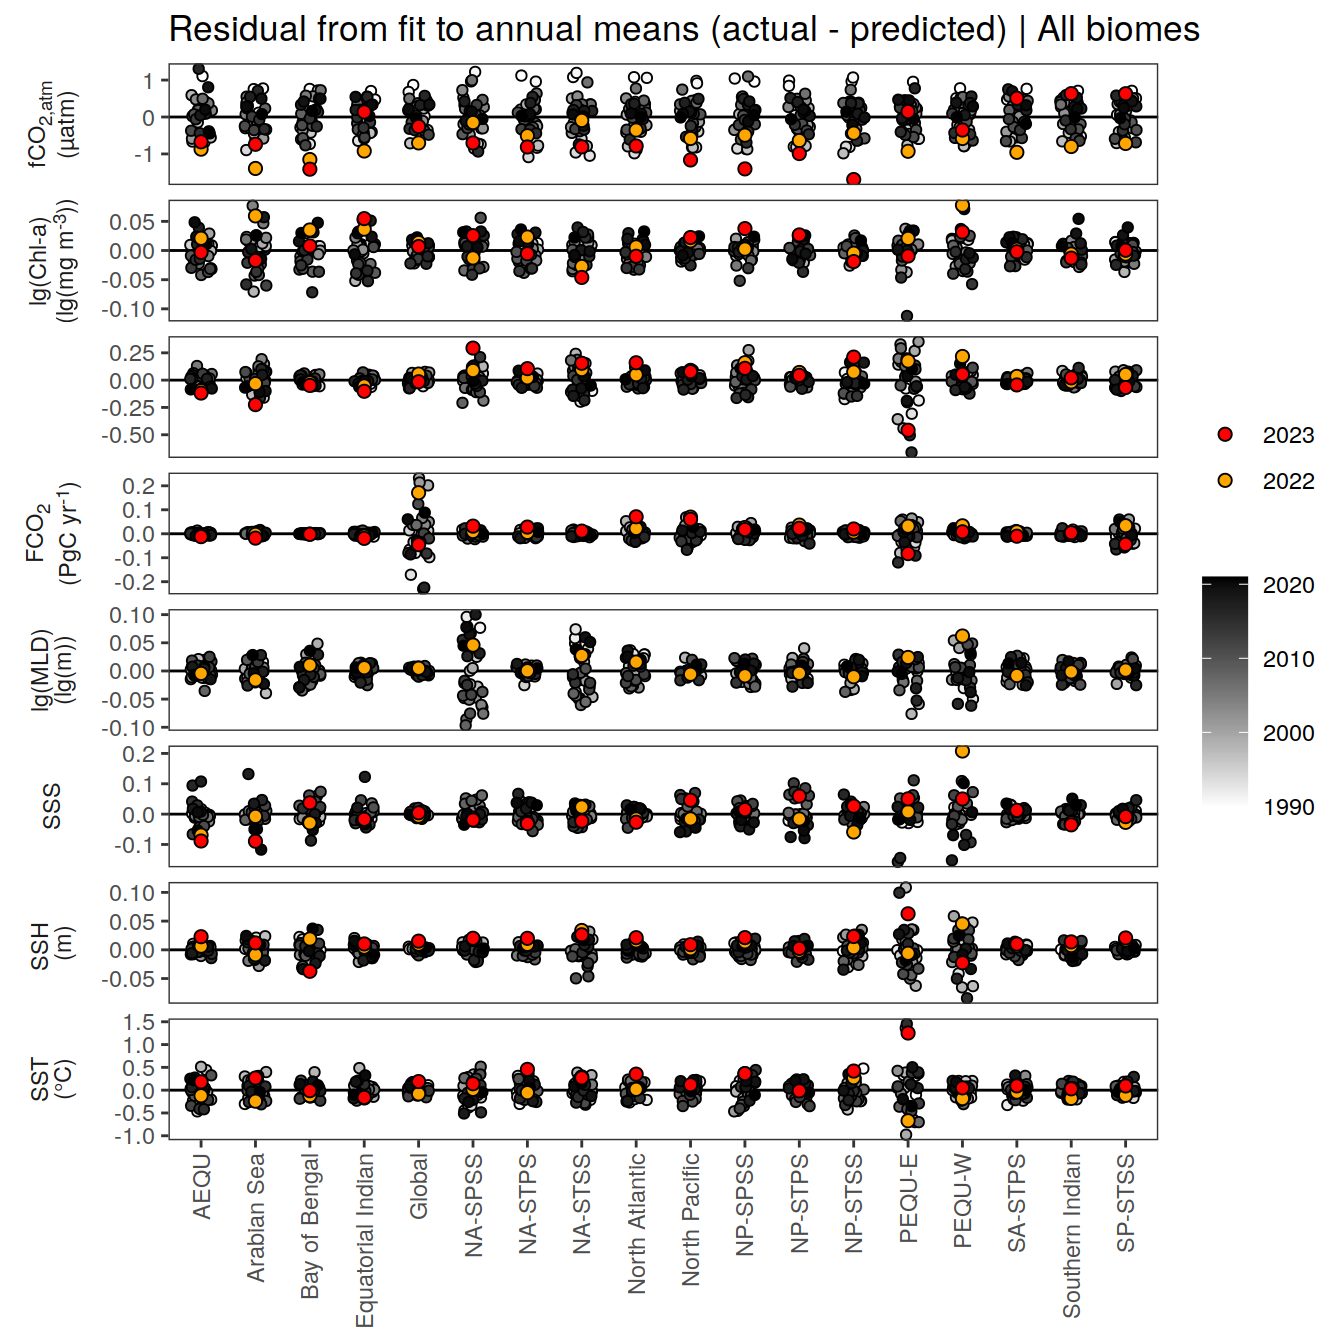 Residual from fit to annual means (actual - predicted) | All biomes
fCO2,atm
(µatm)
1
0
-1
lg(Chl-a)
(lg(mg m-3))
0.05
0.00
-0.05
-0.10
0.25
0.00
-0.25
-0.50
FCO2
(PgC yr-1)
0.2
0.1
0.0
-0.1
-0.2
lg(MLD)
(lg(m))
0.10
0.05
0.00
-0.05
-0.10
SSS
0.2
0.1
0.0
-0.1
SSH
(m)
0.10
0.05
0.00
-0.05
SST
(°C)
1.5
1.0
0.5
0.0
-0.5
-1.0
AEQU
Arabian Sea
Bay of Bengal
Equatorial Indian
Global
NA-SPSS
NA-STPS
NA-STSS
North Atlantic
North Pacific
NP-SPSS
NP-STPS
NP-STSS
PEQU-E
PEQU-W
SA-STPS
Southern Indian
SP-STSS
2023
2022
2020
2010
2000
1990